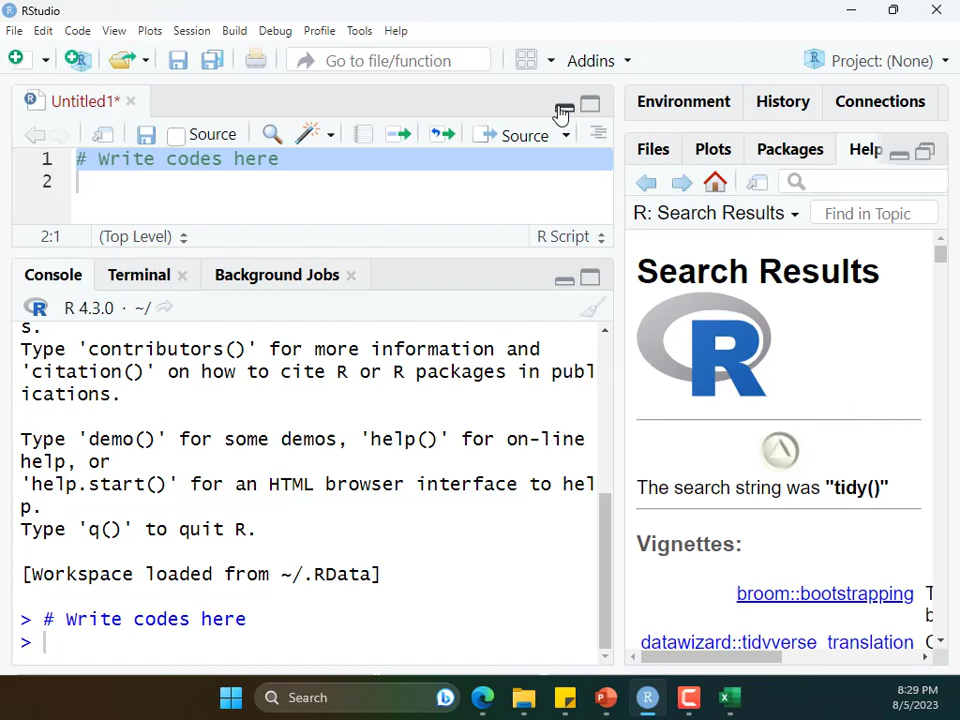 RStudio
File Edit Code View Plots Session Build Debug Profile Tools Help
Go to file/function Addins Project: (None)
Untitled1*
Source Source
1 # Write codes here
2
2:1 (Top Level) R Script
Console Terminal Background Jobs
R 4.3.0 · ~/
s.
Type 'contributors()' for more information and
'citation()' on how to cite R or R packages in publ
ications.
Type 'demo()' for some demos, 'help()' for on-line
help, or
'help.start()' for an HTML browser interface to hel
p.
Type 'q()' to quit R.
[Workspace loaded from ~/.RData]
> # Write codes here
>
Environment History Connections
Files Plots Packages Help
R: Search Results Find in Topic
Search Results
R
The search string was "tidy()"
Vignettes:
broom::bootstrapping T
b
datawizard::tidyverse_translation C
Search
8:29 PM
8/5/2023